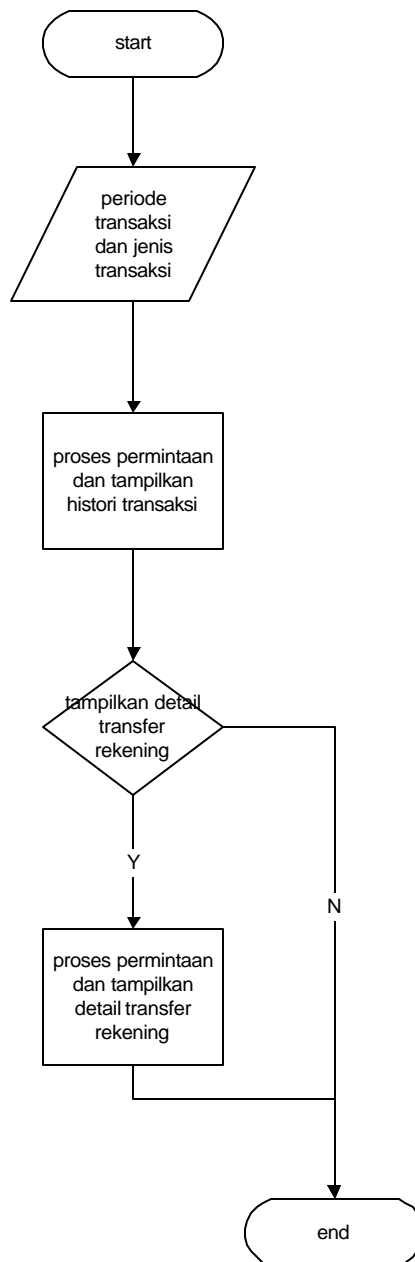 start
periode
transaksi
dan jenis
transaksi
proses permintaan
dan tampilkan
histori transaksi
tampilkan detail
transfer
rekening
Y
N
proses permintaan
dan tampilkan
detail transfer
rekening
end